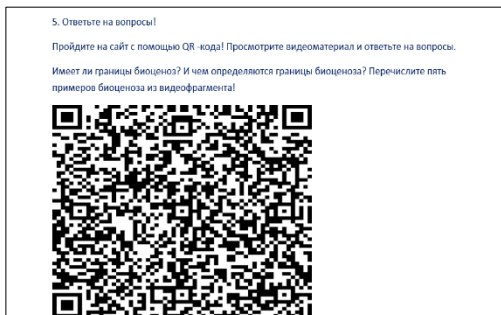 5. Ответьте на вопросы!
Пройдите на сайт с помощью QR -кода! Просмотрите видеоматериал и ответьте на вопросы.
Имеет ли границы биоценоз? И чем определяются границы биоценоза? Перечислите пять
примеров биоценоза из видеофрагмента!